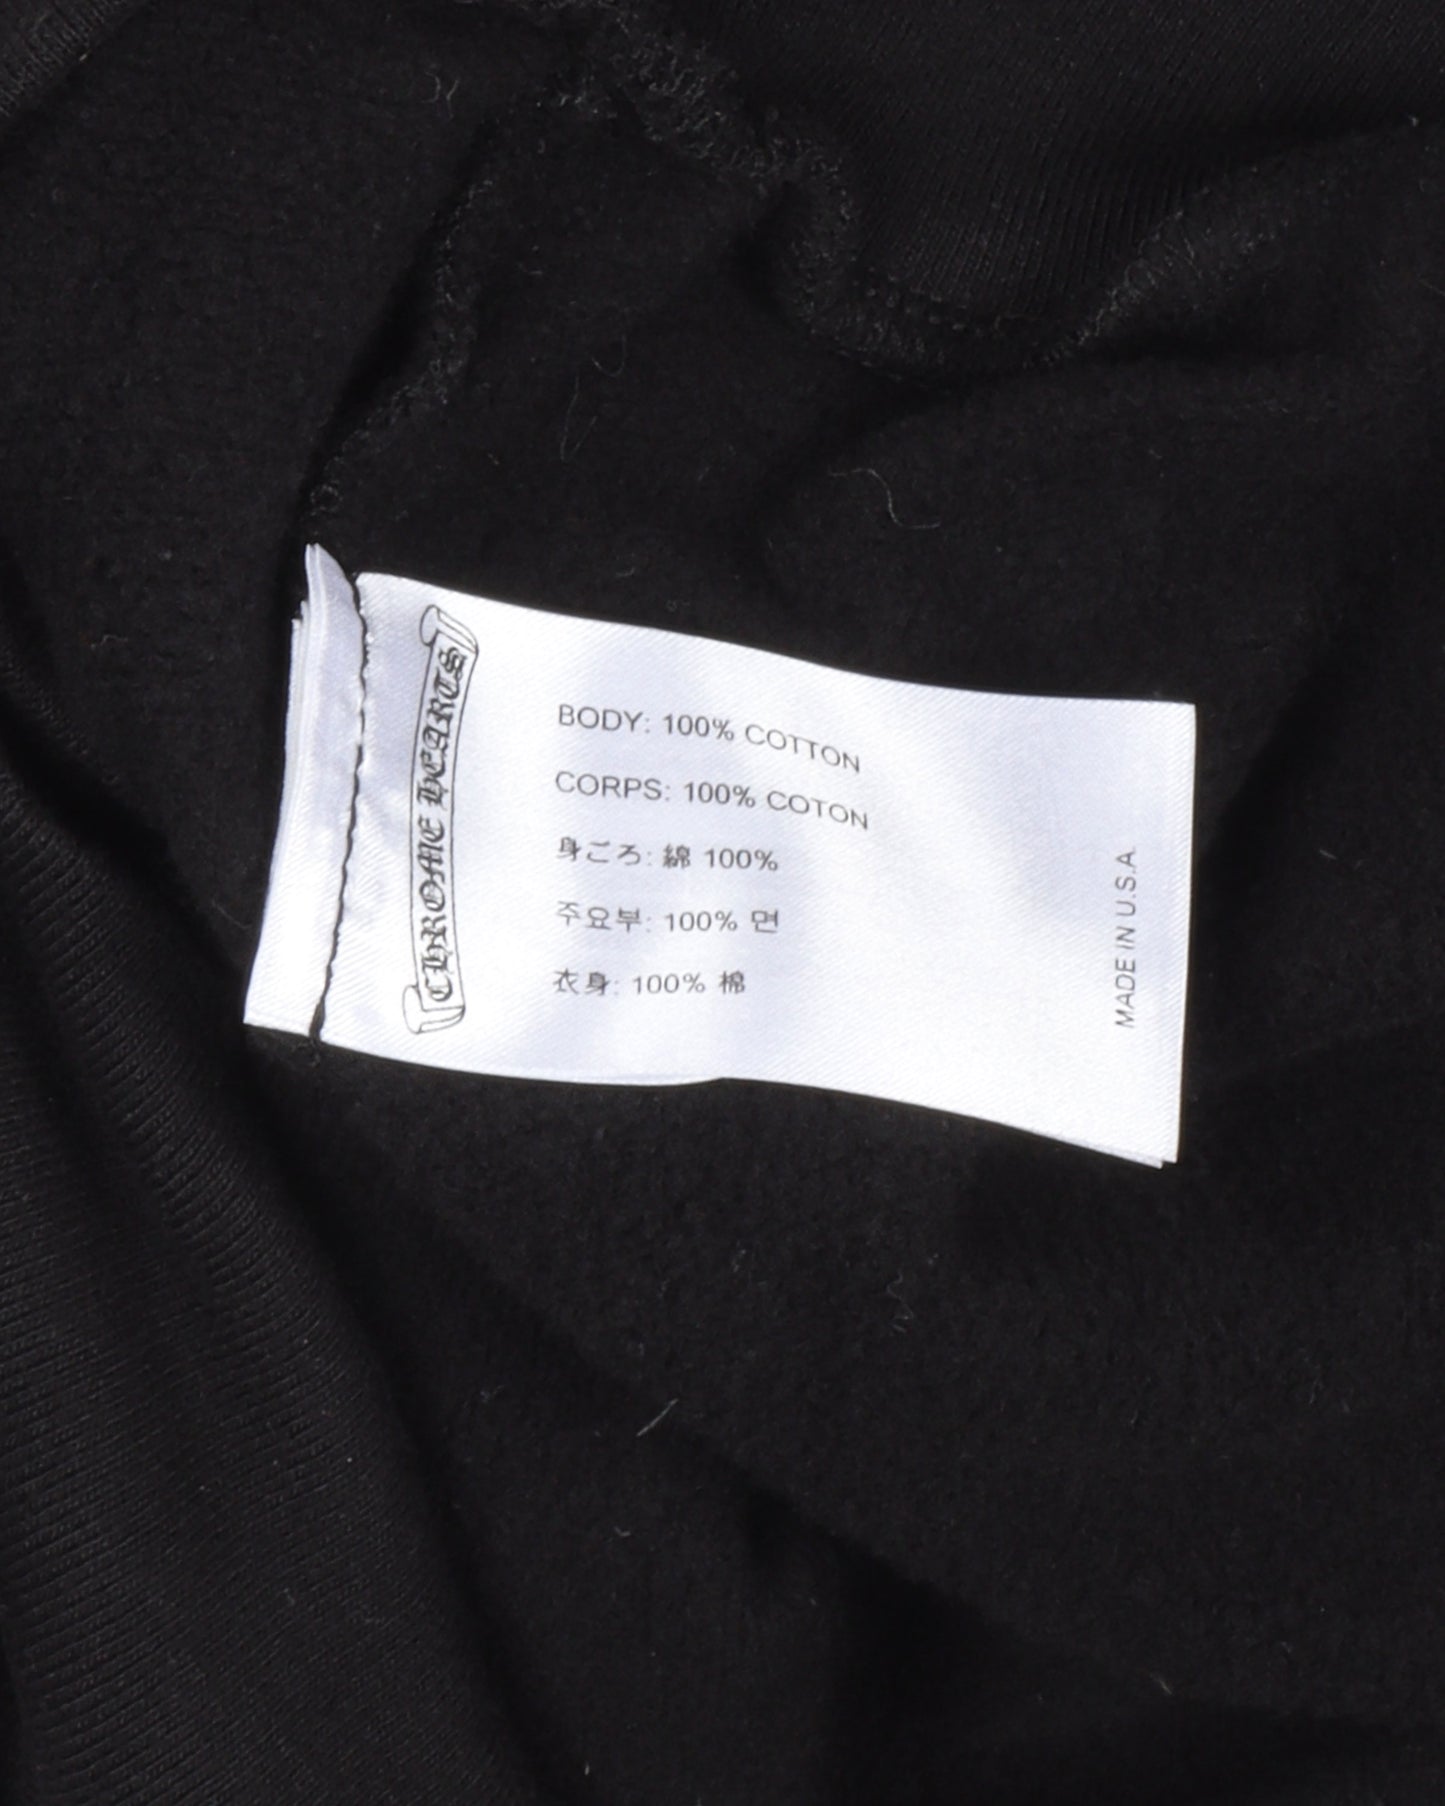 CHROME HEARTS
BODY: 100% COTTON
CORPS: 100% COTON
身ごろ: 綿 100%
주요부: 100% 면
衣身: 100% 棉
MADE IN U.S.A.